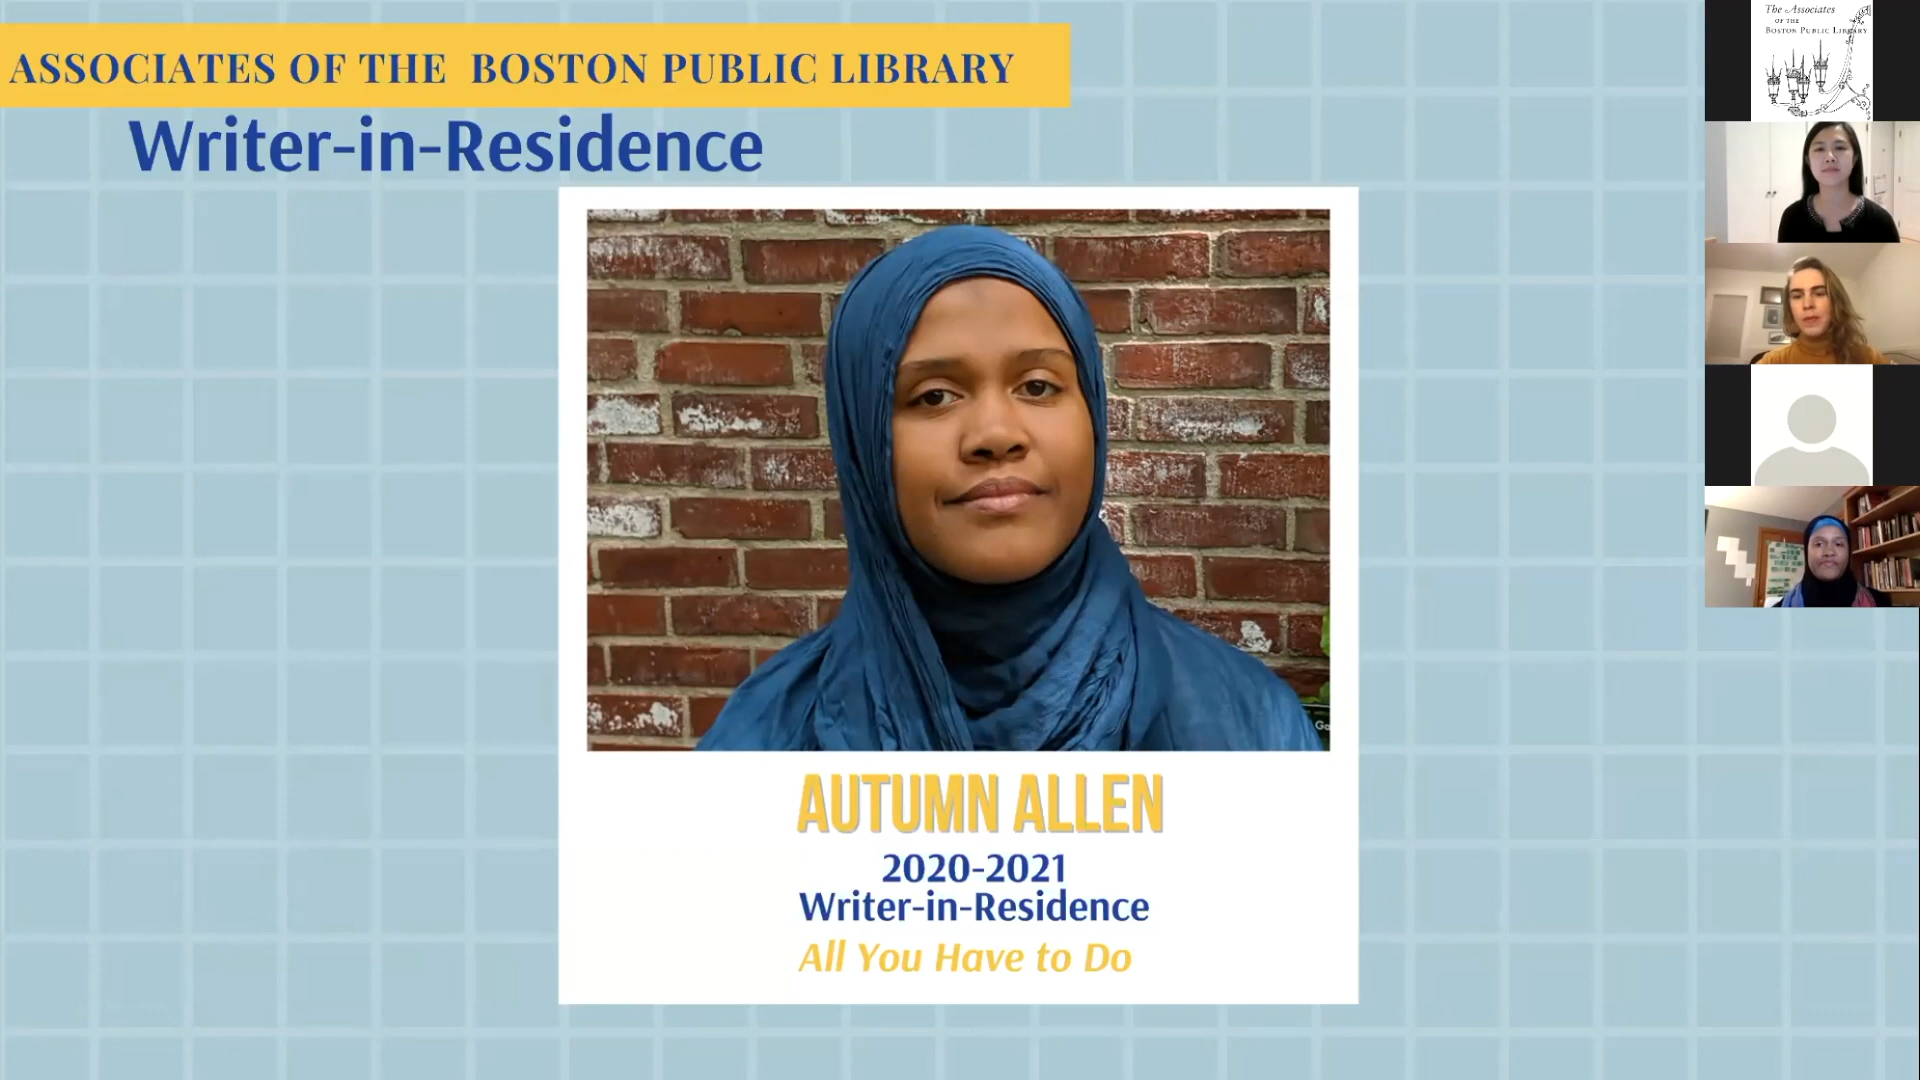 ASSOCIATES OF THE BOSTON PUBLIC LIBRARY
Writer-in-Residence
AUTUMN ALLEN
2020-2021
Writer-in-Residence
All You Have to Do
The Associates
OF THE
BOSTON PUBLIC LIBRARY